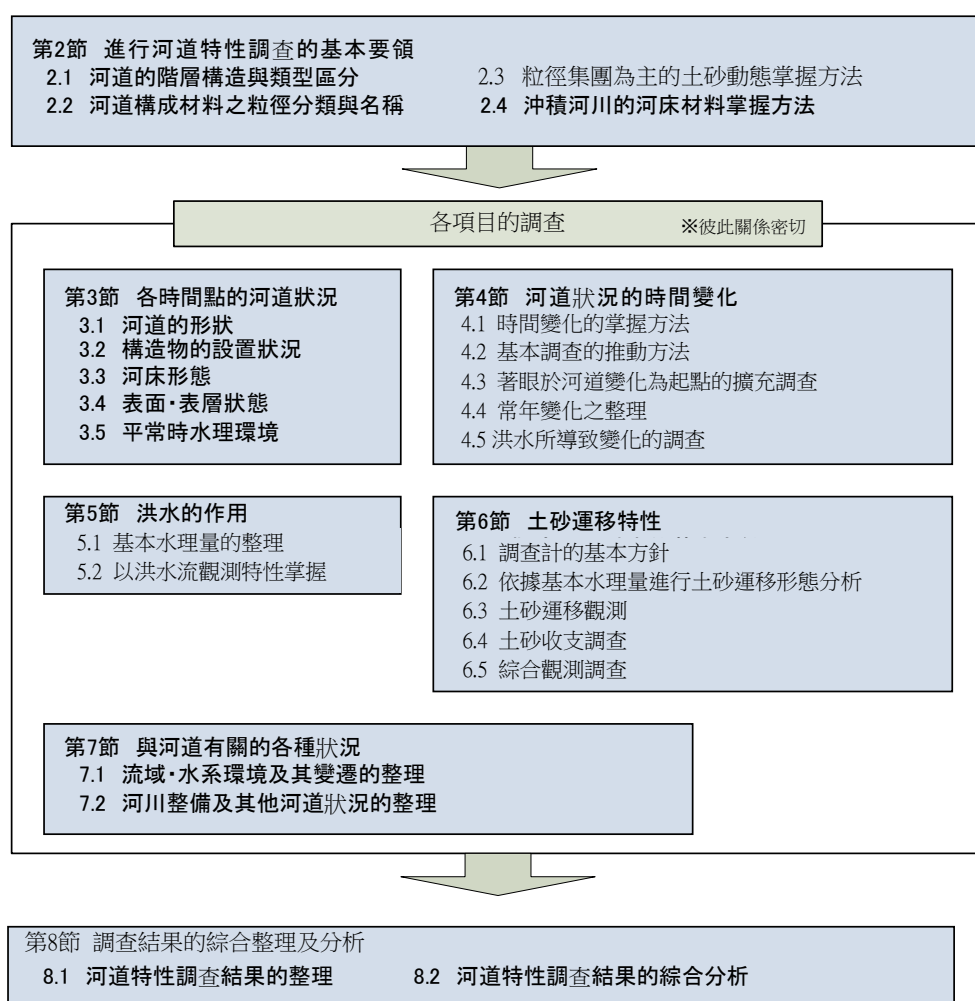 第2節 進行河道特性調查的基本要領
2.1 河道的階層構造與類型區分
2.2 河道構成材料之粒徑分類與名稱
2.3 粒徑集團為主的土砂動態掌握方法
2.4 沖積河川的河床材料掌握方法
各項目的調查 ※彼此關係密切
第3節 各時間點的河道狀況
3.1 河道的形狀
3.2 構造物的設置狀況
3.3 河床形態
3.4 表面･表層狀態
3.5 平常時水理環境
第4節 河道狀況的時間變化
4.1 時間變化的掌握方法
4.2 基本調查的推動方法
4.3 著眼於河道變化為起點的擴充調查
4.4 常年變化之整理
4.5 洪水所導致變化的調查
第5節 洪水的作用
5.1 基本水理量的整理
5.2 以洪水流觀測特性掌握
第6節 土砂運移特性
6.1 調查計的基本方針
6.2 依據基本水理量進行土砂運移形態分析
6.3 土砂運移觀測
6.4 土砂收支調查
6.5 綜合觀測調查
第7節 與河道有關的各種狀況
7.1 流域･水系環境及其變遷的整理
7.2 河川整備及其他河道狀況的整理
第8節 調查結果的綜合整理及分析
8.1 河道特性調查結果的整理
8.2 河道特性調查結果的綜合分析